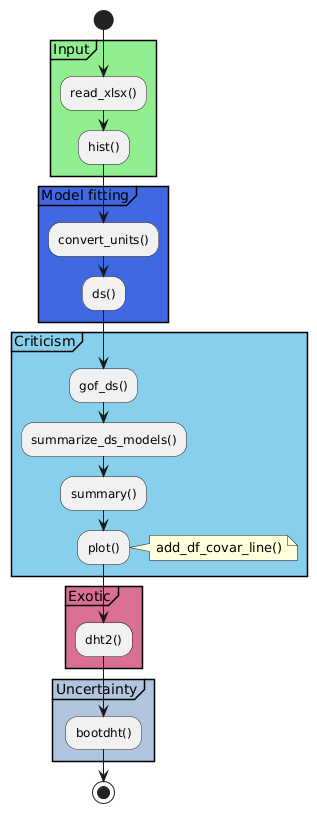 Input
read_xlsx()
hist()
Model fitting
convert_units()
ds()
Criticism
gof_ds()
summarize_ds_models()
summary()
plot()
add_df_covar_line()
Exotic
dht2()
Uncertainty
bootdht()